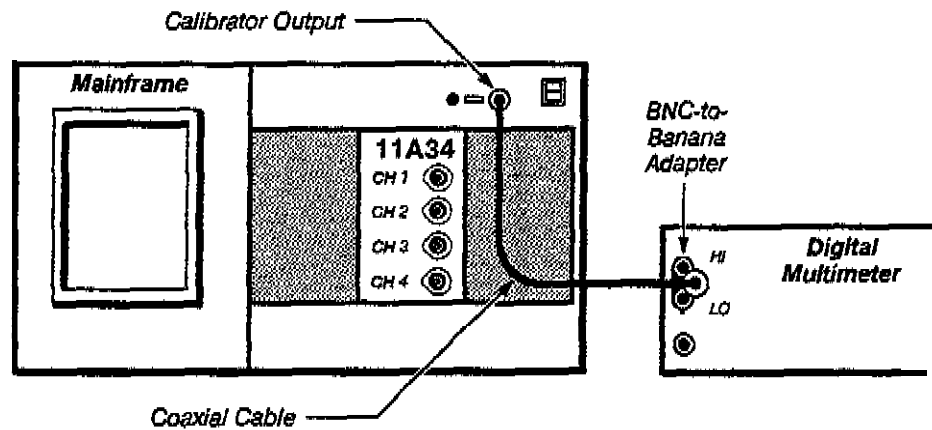 Calibrator Output
Mainframe
BNC-to-
Banana
Adapter
11A34
CH 1
CH 2
CH 3
CH 4
HI
LO
Digital
Multimeter
Coaxial Cable